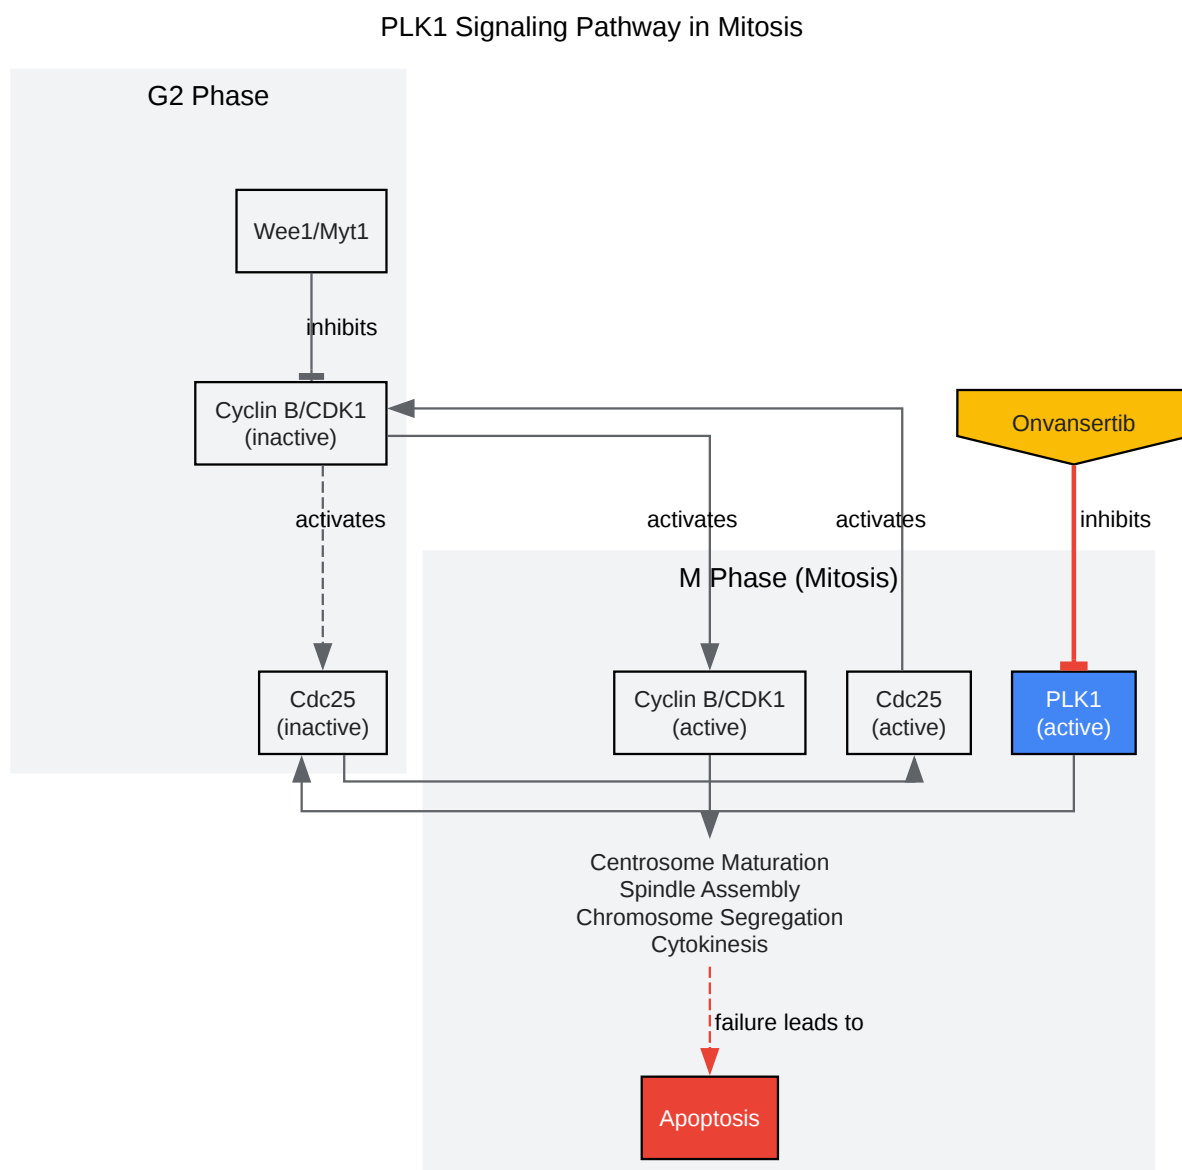 PLK1 Signaling Pathway in Mitosis
G2 Phase
Wee1/Myt1
inhibits
Cyclin B/CDK1
(inactive)
Onvansertib
activates
activates
activates
inhibits
M Phase (Mitosis)
Cdc25
(inactive)
Cyclin B/CDK1
(active)
Cdc25
(active)
PLK1
(active)
Centrosome Maturation
Spindle Assembly
Chromosome Segregation
Cytokinesis
failure leads to
Apoptosis